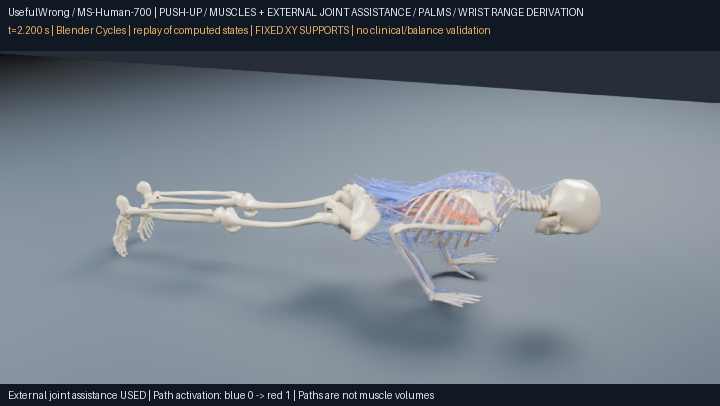 UsefulWrong / MS-Human-700 | PUSH-UP / MUSCLES + EXTERNAL JOINT ASSISTANCE / PALMS / WRIST RANGE DERIVATION
t=2.200 s | Blender Cycles | replay of computed states | FIXED XY SUPPORTS | no clinical/balance validation
External joint assistance USED | Path activation: blue 0 -> red 1 | Paths are not muscle volumes